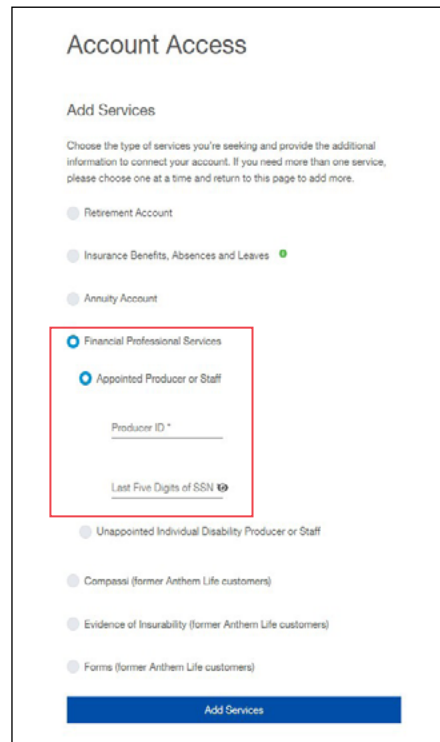 Account Access
Add Services
Choose the type of services you're seeking and provide the additional
information to connect your account. If you need more than one service,
please choose one at a time and return to this page to add more.
Retirement Account
Insurance Benefits, Absences and Leaves
Annuity Account
Financial Professional Services
Appointed Producer or Staff
Producer ID *
Last Five Digits of SSN
Unappointed Individual Disability Producer or Staff
Compassi (former Anthem Life customers)
Evidence of Insurability (former Anthem Life customers)
Forms (former Anthem Life customers)
Add Services